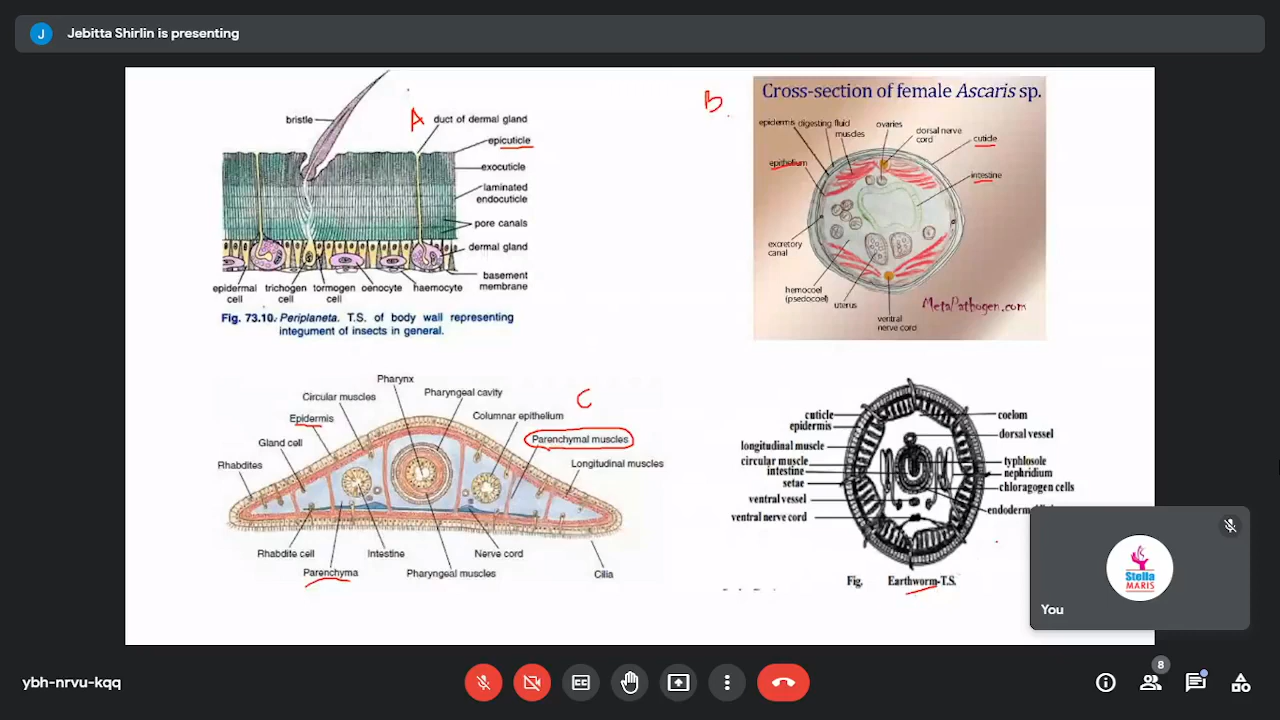 J Jebitta Shirlin is presenting
bristle
A
duct of dermal gland
epicuticle
exocuticle
laminated
endocuticle
pore canals
dermal gland
basement
membrane
epidermal
cell
trichogen
cell
tormogen
cell
oenocyte
haemocyte
Fig. 73.10. Periplaneta. T.S. of body wall representing
integument of insects in general.
B
Cross-section of female Ascaris sp.
epidermis
digesting fluid
muscles
ovaries
dorsal nerve
cord
cuticle
epithelium
intestine
excretory
canal
hemocoel
(psedocoel)
uterus
ventral
nerve cord
MetaPathogen.com
C
Pharynx
Circular muscles
Pharyngeal cavity
Epidermis
Columnar epithelium
Gland cell
Parenchymal muscles
Rhabdites
Longitudinal muscles
Rhabdite cell
Intestine
Nerve cord
Parenchyma
Pharyngeal muscles
Cilia
cuticle
epidermis
longitudinal muscle
circular muscle
intestine
setae
ventral vessel
ventral nerve cord
coelom
dorsal vessel
typhlosole
nephridium
chloragogen cells
Fig. Earthworm-T.S.
Stella
MARIS
You
ybh-nrvu-kqq
CC
8